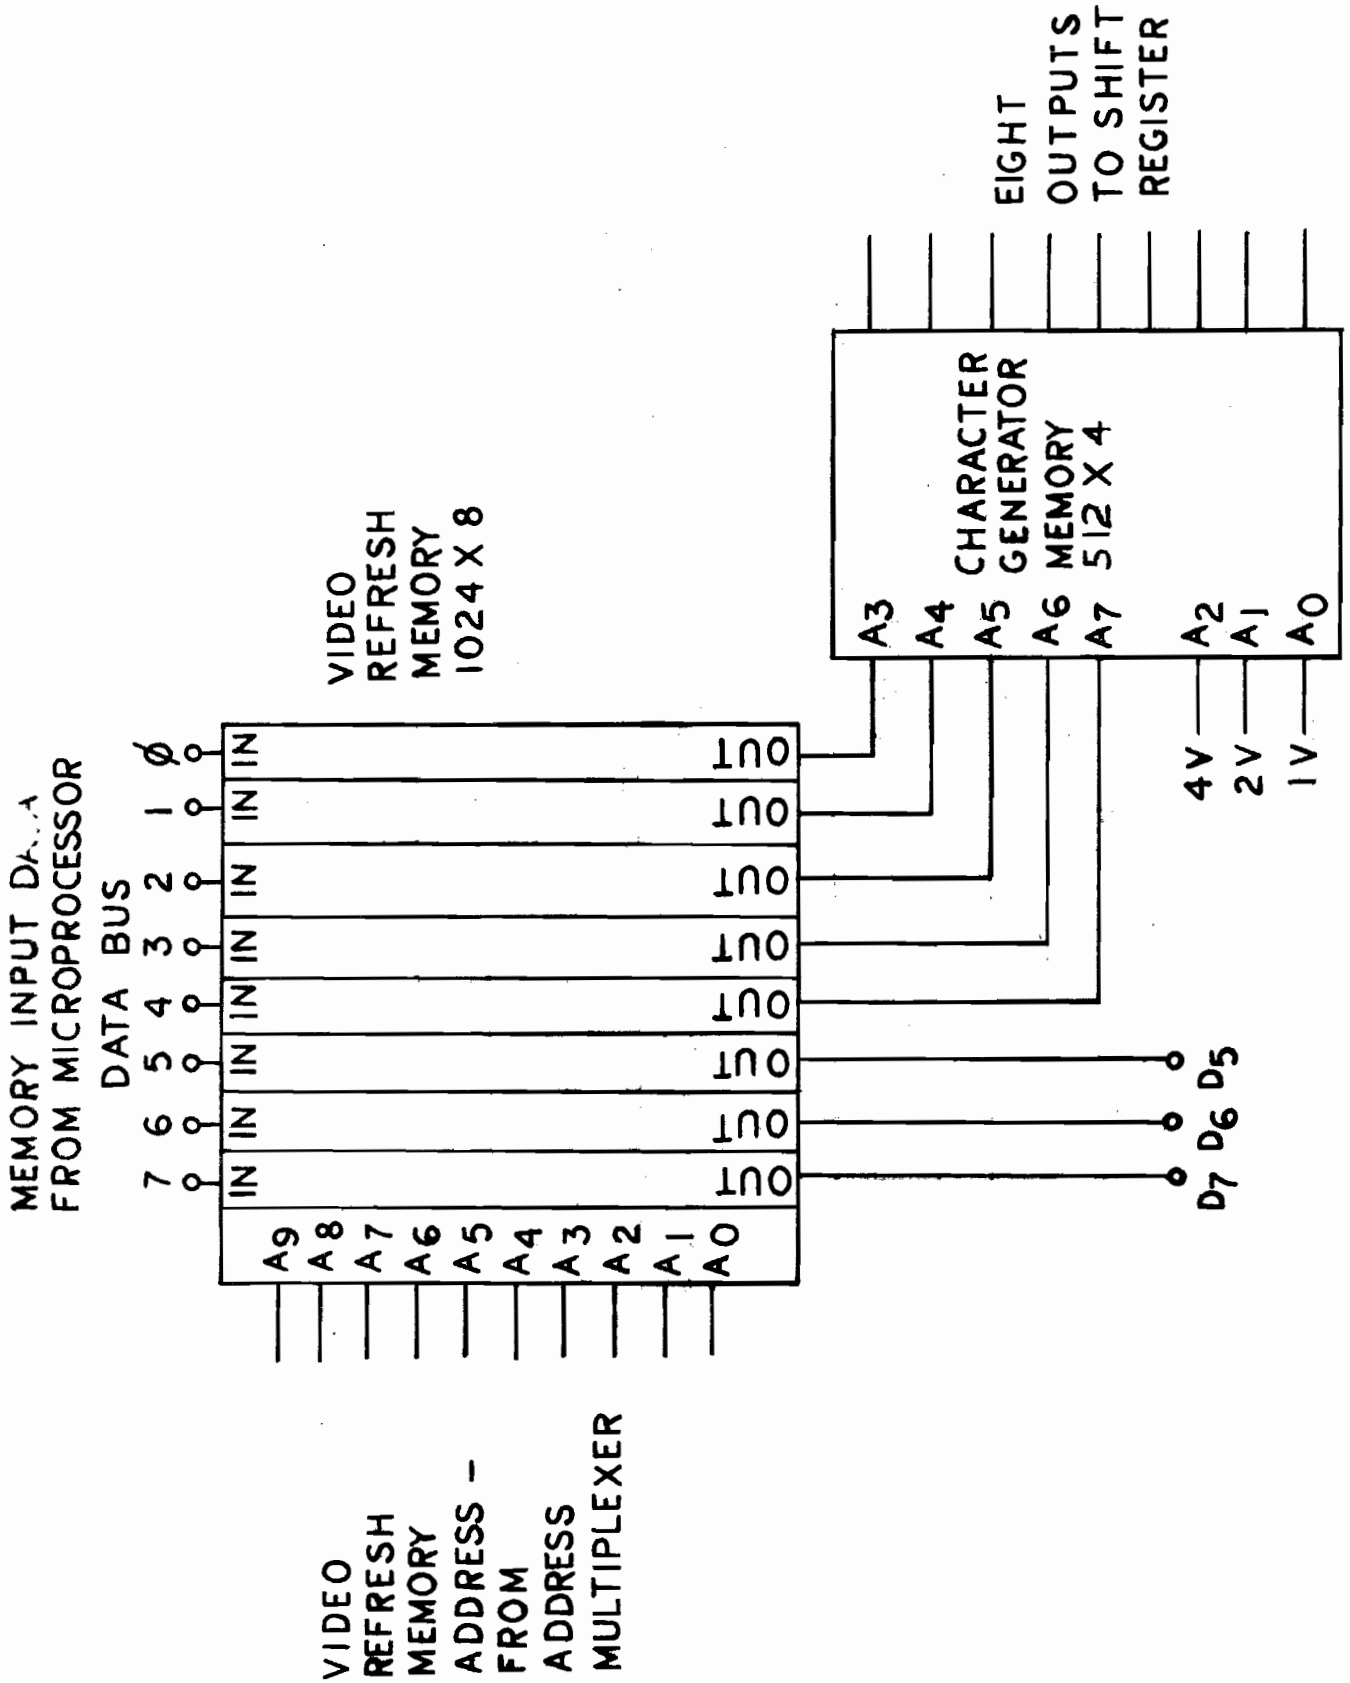 MEMORY INPUT
FROM MICROPROCESSOR
DATA BUS
7 6 5 4 3 2 1 Ø
IN IN IN IN IN IN IN IN
VIDEO
REFRESH
MEMORY
1024 X 8
A9
A8
A7
A6
A5
A4
A3
A2
A1
A0
OUT OUT OUT OUT OUT OUT OUT OUT
VIDEO
REFRESH
MEMORY
ADDRESS -
FROM
ADDRESS
MULTIPLEXER
D7 D6 D5
A3
A4
A5
A6
A7
4V A2
2V A1
1V A0
CHARACTER
GENERATOR
MEMORY
512 X 4
EIGHT
OUTPUTS
TO SHIFT
REGISTER